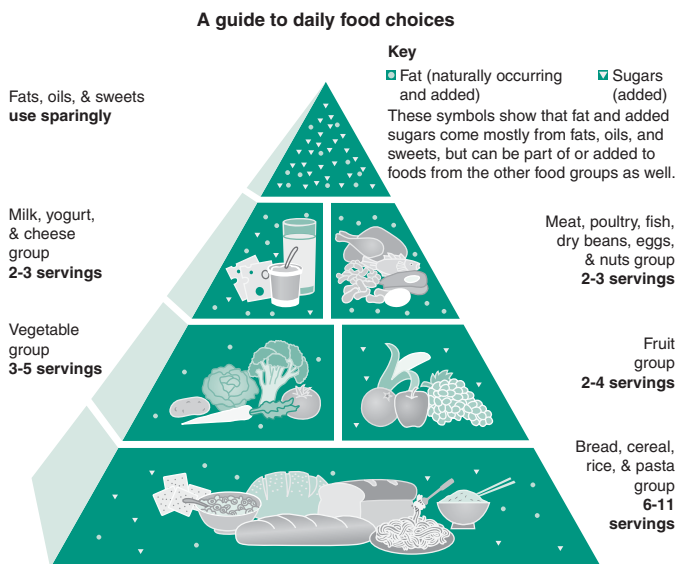 A guide to daily food choices
Key
Fat (naturally occurring
and added)
Sugars
(added)
These symbols show that fat and added
sugars come mostly from fats, oils, and
sweets, but can be part of or added to
foods from the other food groups as well.
Fats, oils, & sweets
use sparingly
Milk, yogurt,
& cheese
group
2-3 servings
Meat, poultry, fish,
dry beans, eggs,
& nuts group
2-3 servings
Vegetable
group
3-5 servings
Fruit
group
2-4 servings
Bread, cereal,
rice, & pasta
group
6-11
servings